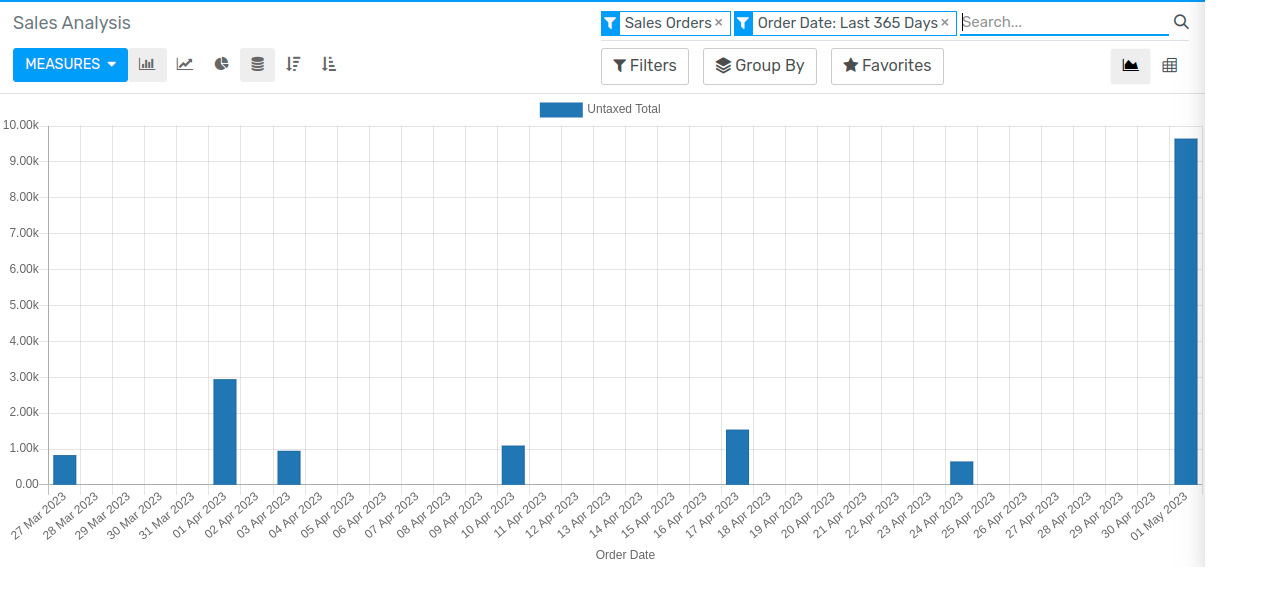 Sales Analysis
Sales Orders × Order Date: Last 365 Days × Search...
MEASURES Filters Group By Favorites
Untaxed Total
10.00k
9.00k
8.00k
7.00k
6.00k
5.00k
4.00k
3.00k
2.00k
1.00k
0.00
27 Mar 2023 28 Mar 2023 29 Mar 2023 30 Mar 2023 31 Mar 2023 01 Apr 2023 02 Apr 2023 03 Apr 2023 04 Apr 2023 05 Apr 2023 06 Apr 2023 07 Apr 2023 08 Apr 2023 09 Apr 2023 10 Apr 2023 11 Apr 2023 12 Apr 2023 13 Apr 2023 14 Apr 2023 15 Apr 2023 16 Apr 2023 17 Apr 2023 18 Apr 2023 19 Apr 2023 20 Apr 2023 21 Apr 2023 22 Apr 2023 23 Apr 2023 24 Apr 2023 25 Apr 2023 26 Apr 2023 27 Apr 2023 28 Apr 2023 29 Apr 2023 30 Apr 2023 01 May 2023
Order Date